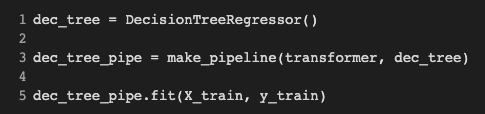 1 dec_tree = DecisionTreeRegressor()
2
3 dec_tree_pipe = make_pipeline(transformer, dec_tree)
4
5 dec_tree_pipe.fit(X_train, y_train)